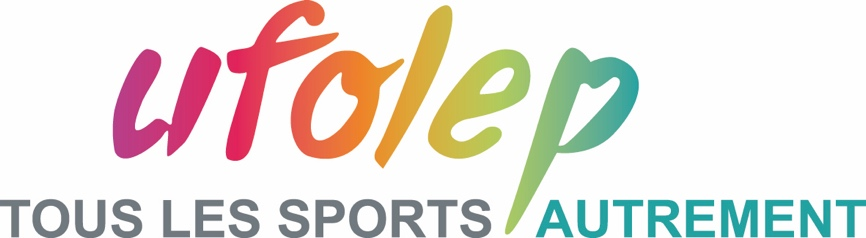 ufolep
TOUS LES SPORTS AUTREMENT